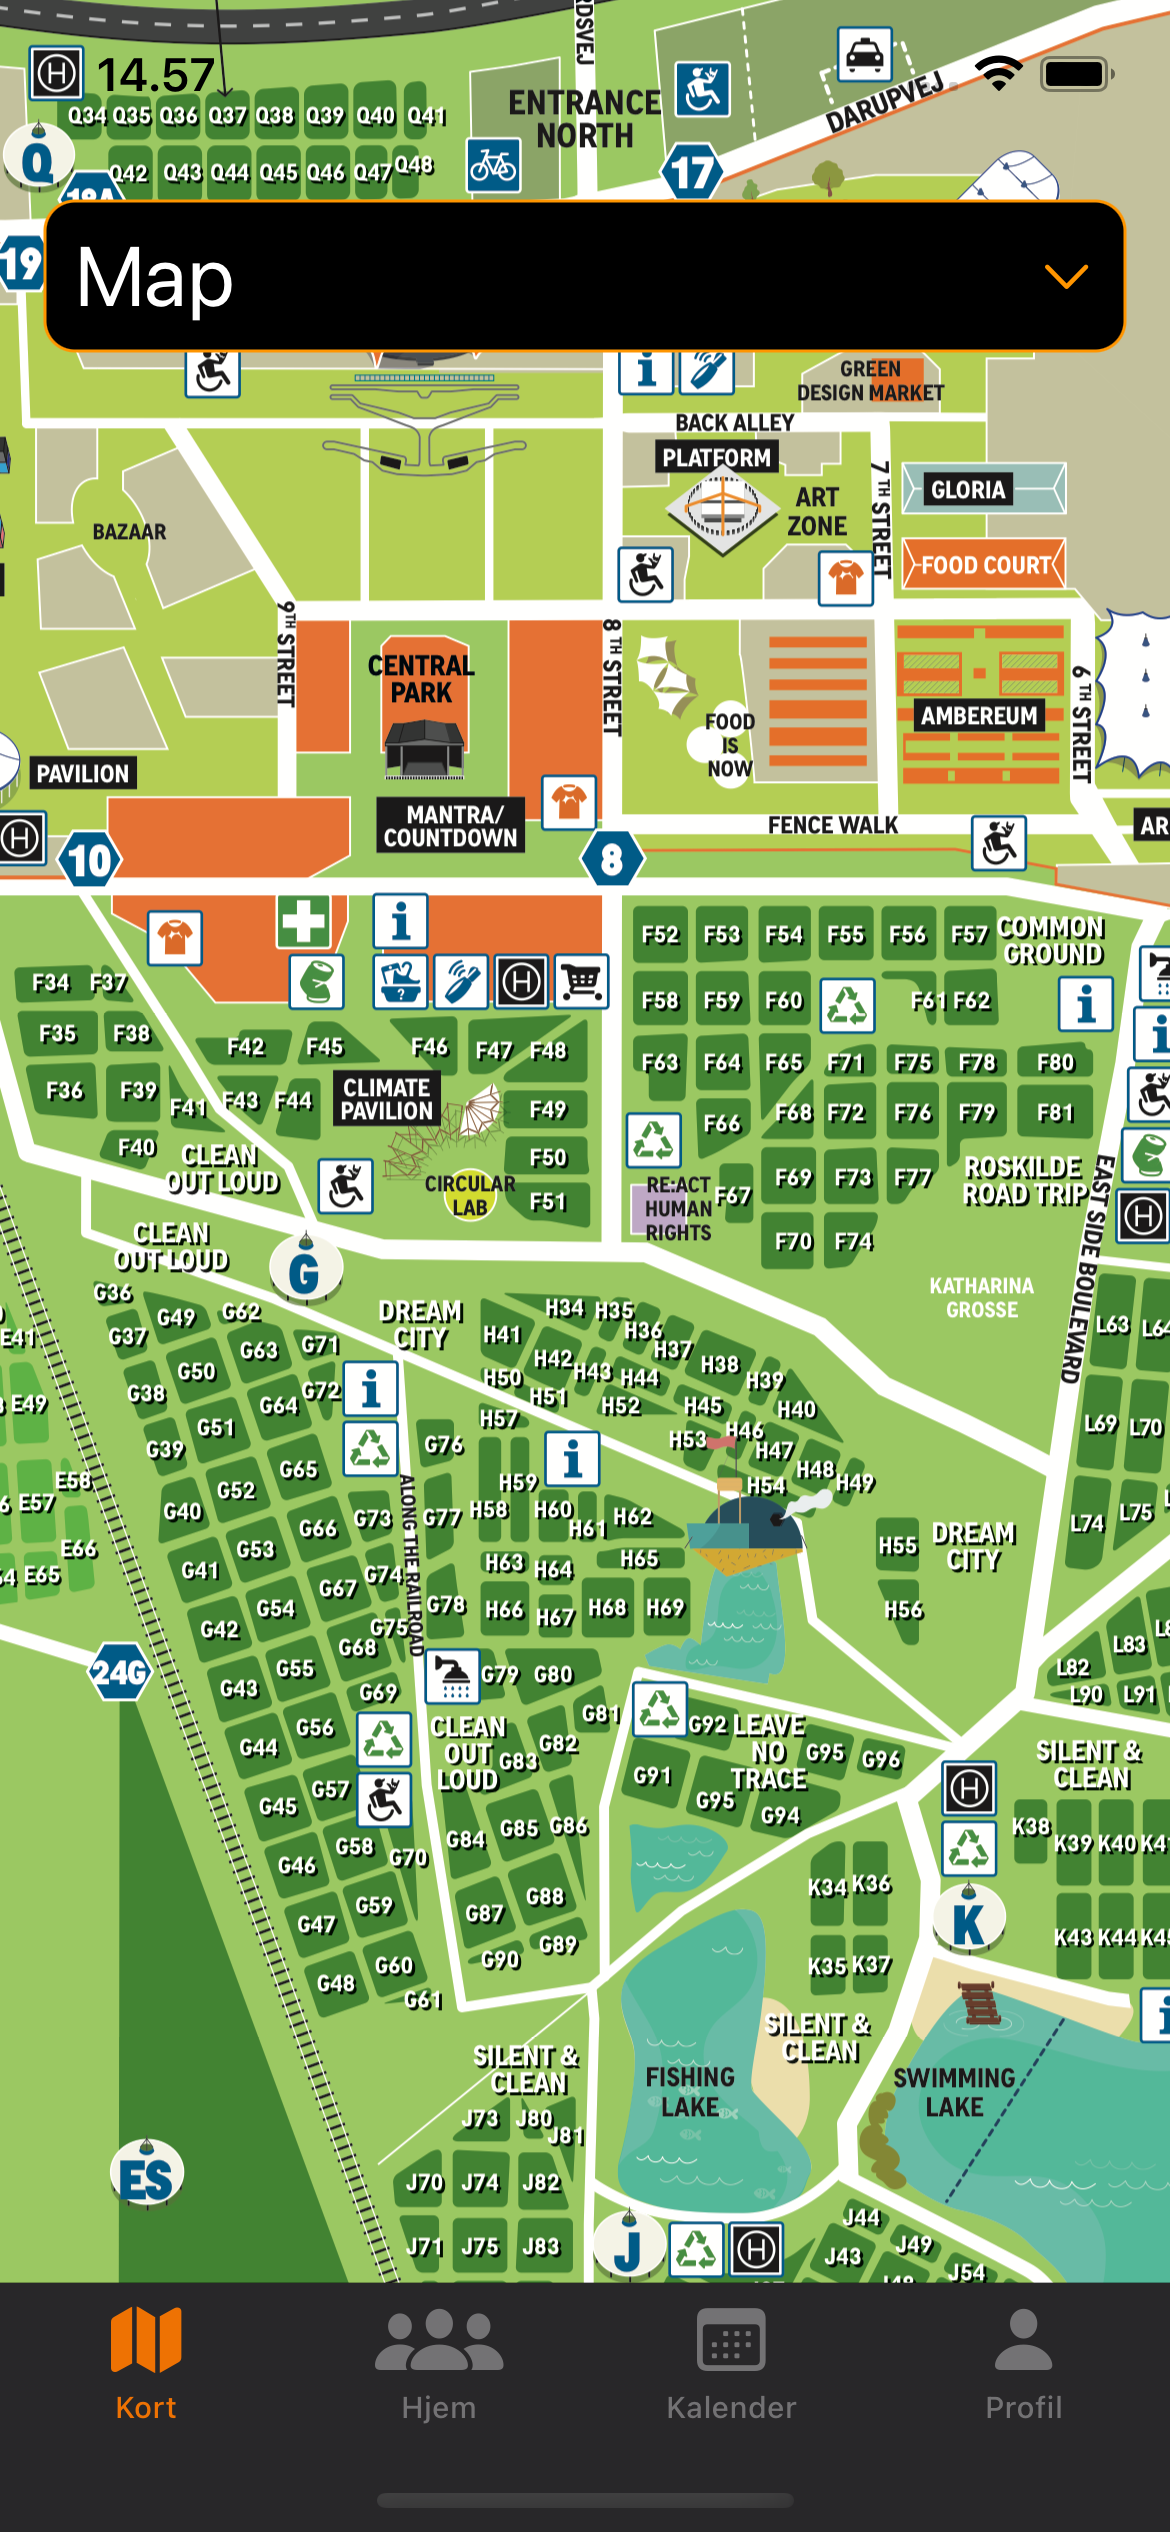 14.57
RDSVEJ
DARUPVEJ
ENTRANCE
NORTH
Q34 Q35 Q36 Q37 Q38 Q39 Q40 Q41
Q
Q42 Q43 Q44 Q45 Q46 Q47 Q48
17
19
Map
GREEN
DESIGN MARKET
BACK ALLEY
PLATFORM
ART
ZONE
7TH STREET
GLORIA
FOOD COURT
BAZAAR
9TH STREET
CENTRAL
PARK
8TH STREET
FOOD
IS
NOW
AMBEREUM
6TH STREET
PAVILION
MANTRA/
COUNTDOWN
FENCE WALK
AR
10
8
F52 F53 F54 F55 F56 F57
COMMON
GROUND
F34 F37
F58 F59 F60 F61 F62
F35 F38
F42 F45 F46 F47 F48
F63 F64 F65 F71 F75 F78 F80
F36 F39 F41 F43 F44
CLIMATE
PAVILION
F49
F66 F68 F72 F76 F79 F81
F40
CLEAN
OUT LOUD
F50
CIRCULAR
LAB
F51
RE:ACT
HUMAN
RIGHTS
F67 F69 F73 F77
ROSKILDE
ROAD TRIP
EAST SIDE BOULEVARD
F70 F74
CLEAN
OUT LOUD
G
KATHARINA
GROSSE
G36 G49 G62
DREAM
CITY
H34 H35
E41 G37 G63 G71 H41 H36 H37
L63 L64
G50 H42 H43 H44 H38 H39
E49 G38 G64 G72 H50 H51 H52 H45 H40
G51 H57 H46
L69 L70
G39 G76 H53 H47
E58 G65 H59 H54 H48 H49
E57 G40 G52 G73 G77 H58 H60 H61 H62
G66
L74 L75
ALONG THE RAILROAD
E66 G53 H55
DREAM
CITY
E65 G41 G67 G74 H63 H64 H65
G54 G78 H66 H67 H68 H69 H56
G42 G75
G68
L83
24G
G55 G79 G80
L82
G43 G69
L90 L91
G56 G81 G92
CLEAN
OUT
LOUD
LEAVE
NO
TRACE
G95 G96
G44 G82 G83
SILENT &
CLEAN
G57 G91
G45 G95 G94
G58 G84 G85 G86
K38 K39 K40
G46 G70
K34 K36
G59 G87 G88
G47
K
K43 K44
G60 G90 G89
K35 K37
G48 G61
SILENT &
CLEAN
SILENT &
CLEAN
FISHING
LAKE
SWIMMING
LAKE
J73 J80
J81
ES
J70 J74 J82
J44
J71 J75 J83
J
J43 J49
J54
Kort
Hjem
Kalender
Profil